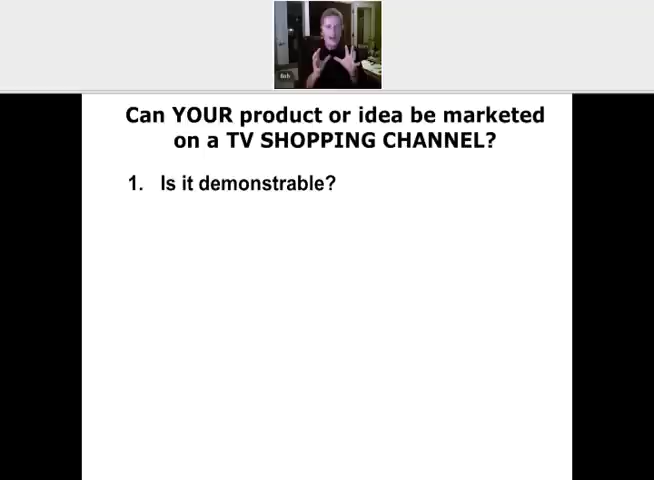 Can YOUR product or idea be marketed
on a TV SHOPPING CHANNEL?
1. Is it demonstrable?